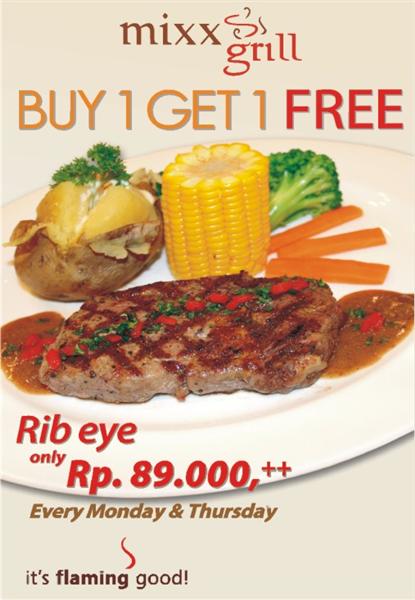 mixx
grill
BUY 1 GET 1 FREE
Rib eye
only
Rp. 89.000,++
Every Monday & Thursday
it's flaming good!